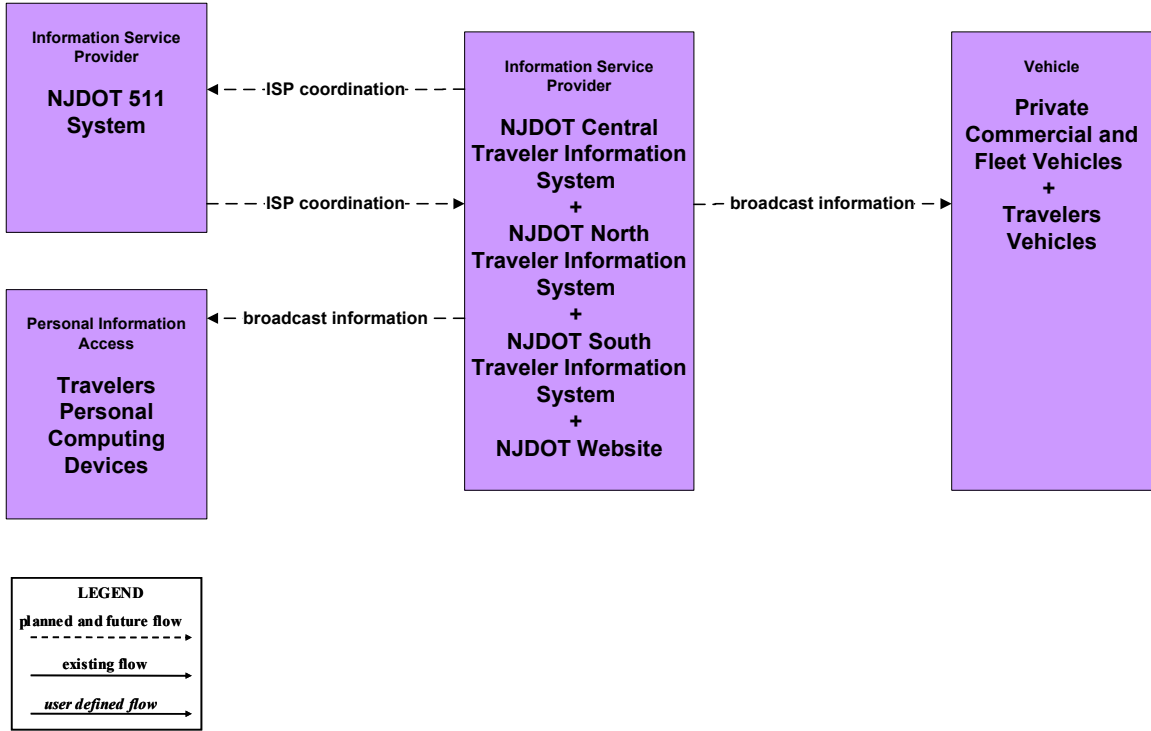 Information Service
Provider
NJDOT 511
System
ISP coordination
ISP coordination
Personal Information
Access
Travelers
Personal
Computing
Devices
broadcast information
Information Service
Provider
NJDOT Central
Traveler Information
System
+
NJDOT North
Traveler Information
System
+
NJDOT South
Traveler Information
System
+
NJDOT Website
broadcast information
Vehicle
Private
Commercial and
Fleet Vehicles
+
Travelers
Vehicles
LEGEND
planned and future flow
existing flow
user defined flow